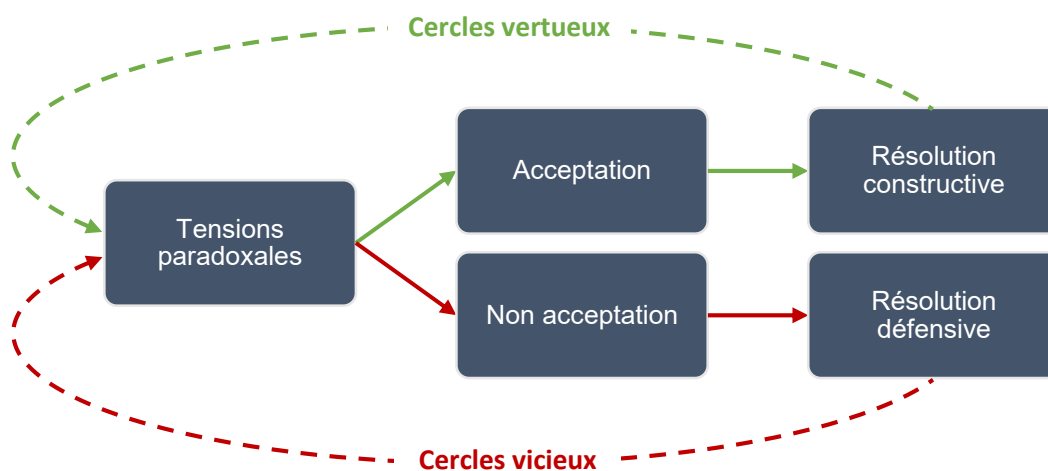 Cercles vertueux
Acceptation
Résolution
constructive
Tensions
paradoxales
Non acceptation
Résolution
défensive
Cercles vicieux